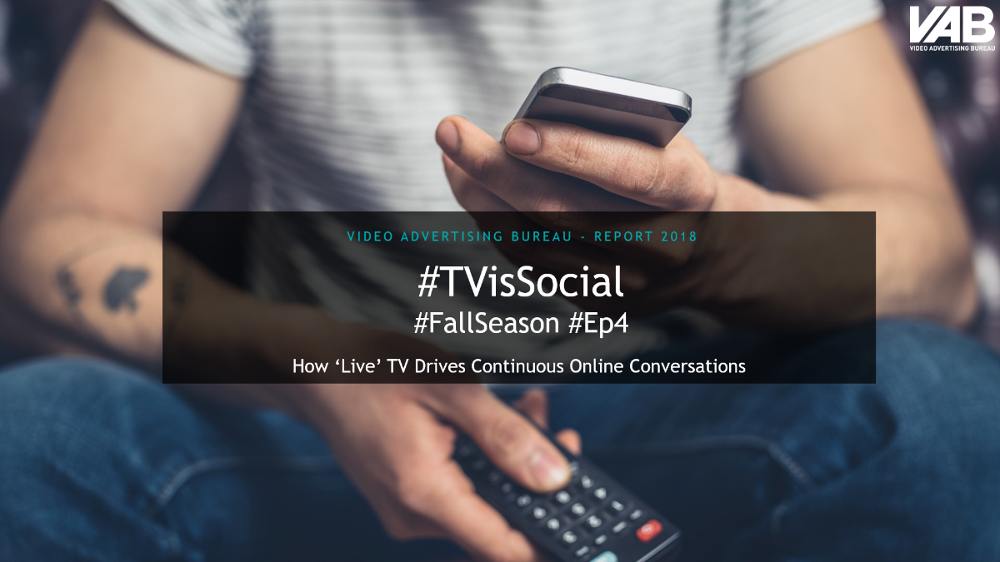 VAB
VIDEO ADVERTISING BUREAU
VIDEO ADVERTISING BUREAU - REPORT 2018
#TVisSocial
#FallSeason #Ep4
How ‘Live’ TV Drives Continuous Online Conversations